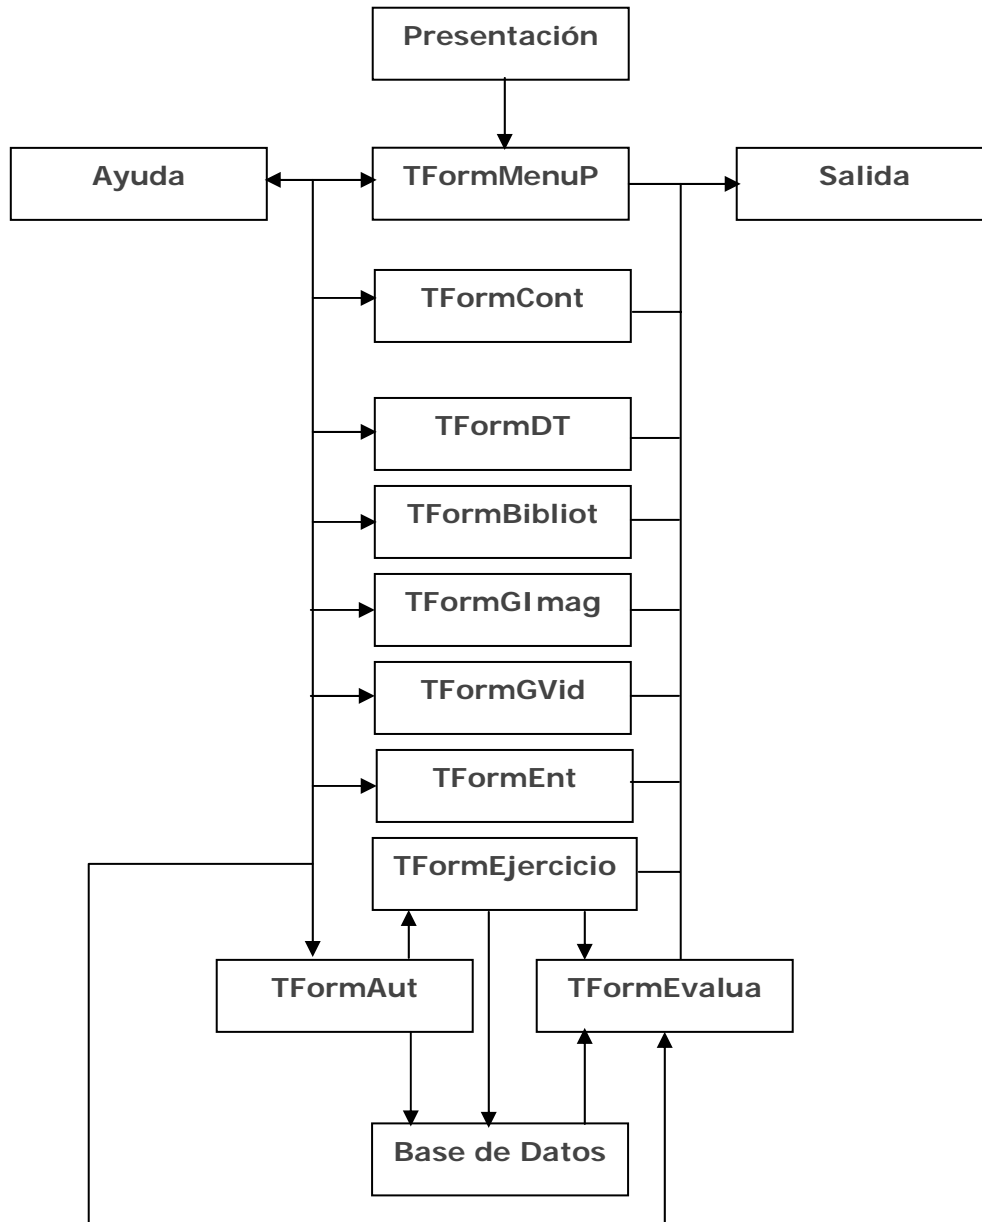 Presentación
Ayuda
TFormMenuP
Salida
TFormCont
TFormDT
TFormBibliot
TFormGImag
TFormGVid
TFormEnt
TFormEjercicio
TFormAut
TFormEvalua
Base de Datos